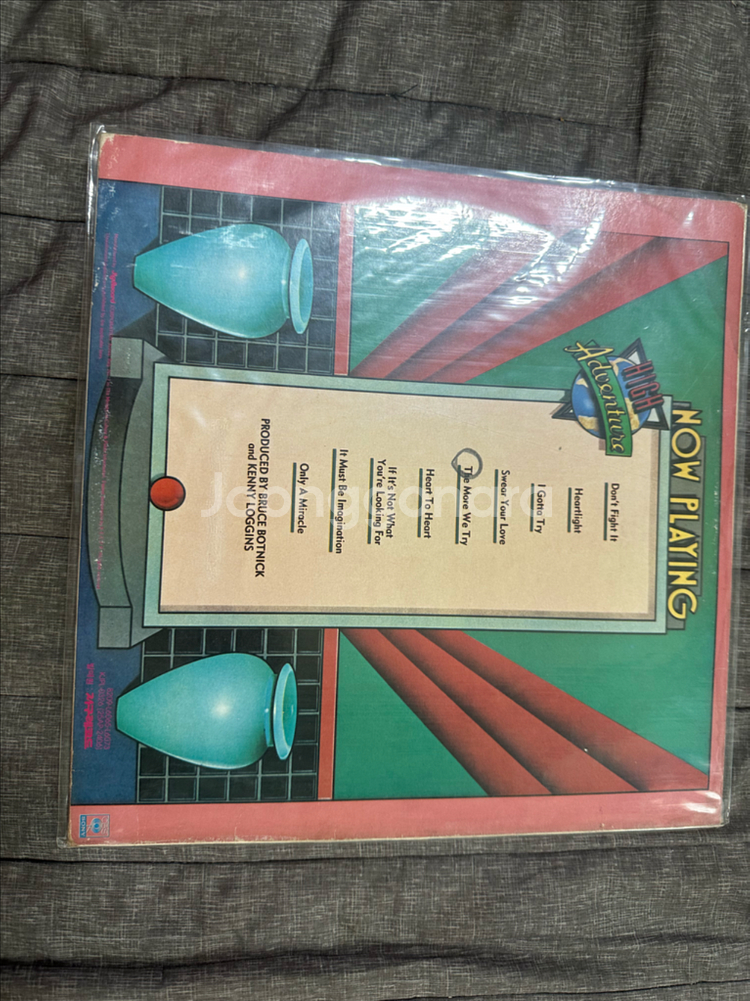 NOW PLAYING
HIGH
Adventure
Don't Fight It
Heartlight
I Gotta Try
Swear Your Love
The More We Try
Heart To Heart
If It's Not What
You're Looking For
It Must Be Imagination
Only A Miracle
PRODUCED BY BRUCE BOTNICK
and KENNY LOGGINS
Joonggonara